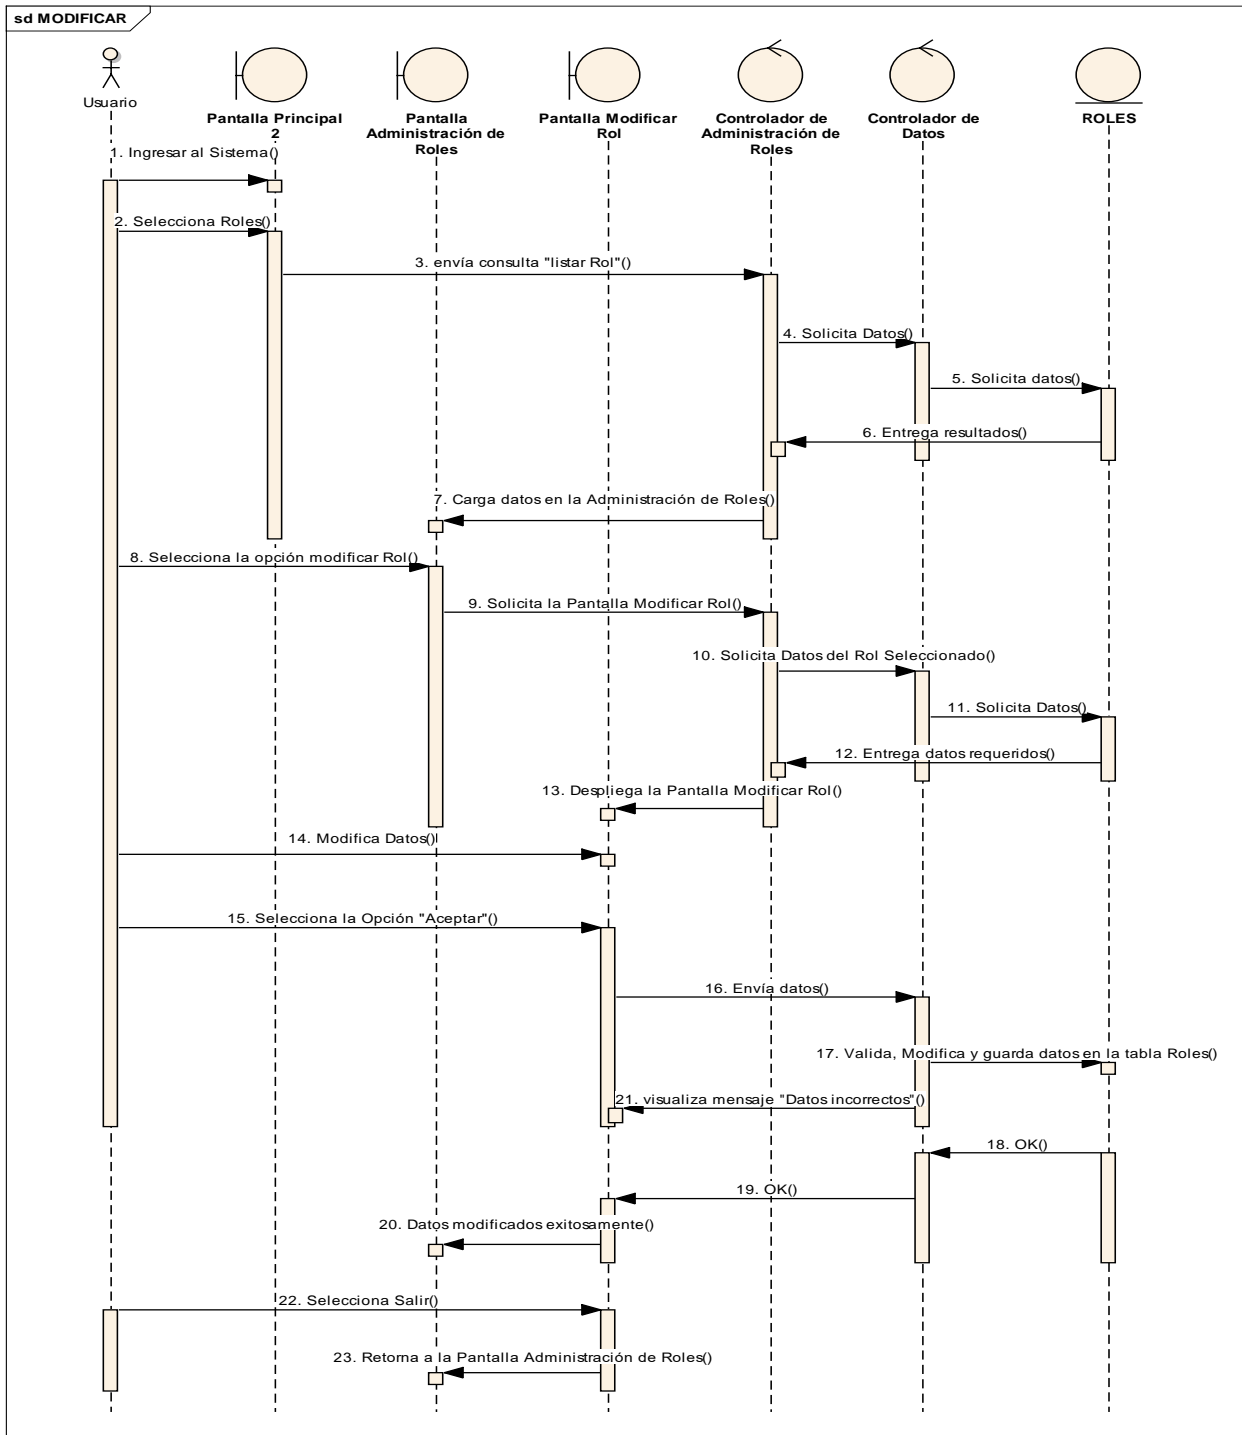 sd MODIFICAR
Usuario
Pantalla Principal
2
Pantalla
Administración de
Roles
Pantalla Modificar
Rol
Controlador de
Administración de
Roles
Controlador de
Datos
ROLES
1. Ingresar al Sistema()
2. Selecciona Roles()
3. envía consulta "listar Rol"()
4. Solicita Datos()
5. Solicita datos()
6. Entrega resultados()
7. Carga datos en la Administración de Roles()
8. Selecciona la opción modificar Rol()
9. Solicita la Pantalla Modificar Rol()
10. Solicita Datos del Rol Seleccionado()
11. Solicita Datos()
12. Entrega datos requeridos()
13. Despliega la Pantalla Modificar Rol()
14. Modifica Datos()
15. Selecciona la Opción "Aceptar"()
16. Envía datos()
17. Valida, Modifica y guarda datos en la tabla Roles()
21. visualiza mensaje "Datos incorrectos"()
18. OK()
19. OK()
20. Datos modificados exitosamente()
22. Selecciona Salir()
23. Retorna a la Pantalla Administración de Roles()